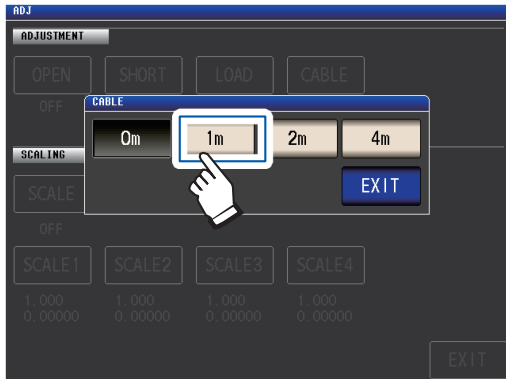 ADJ
ADJUSTMENT
OPEN SHORT LOAD CABLE
OFF
CABLE
0m 1m 2m 4m
EXIT
SCALING
SCALE
OFF
SCALE1 SCALE2 SCALE3 SCALE4
1.000 1.000 1.000 1.000
0.00000 0.00000 0.00000 0.00000
EXIT